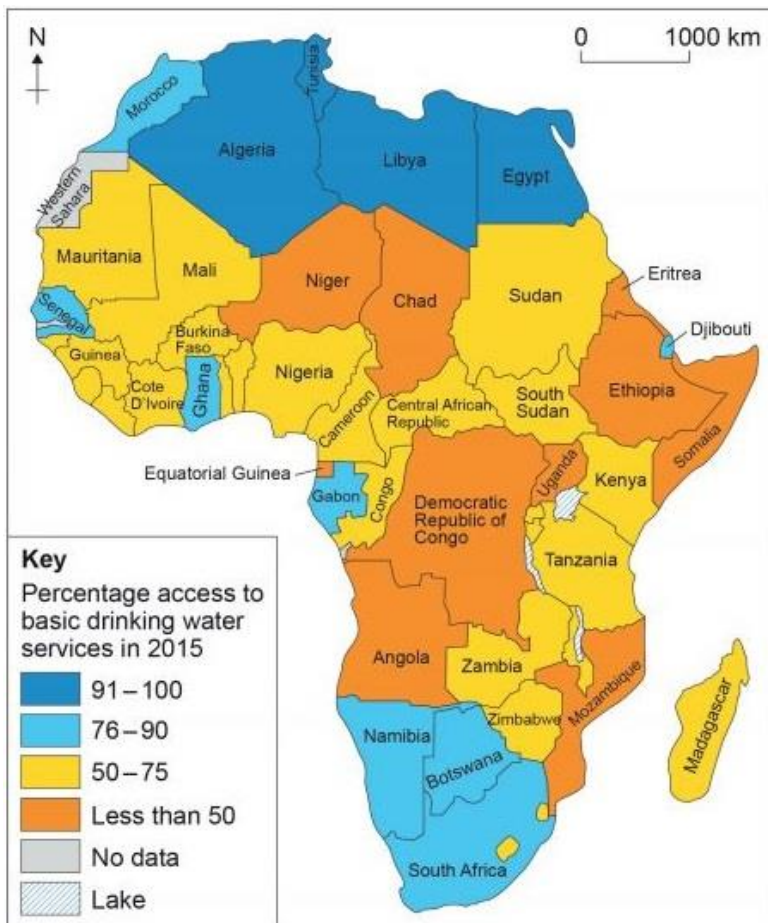 N
0 1000 km
Tunisia
Morocco
Algeria
Libya
Egypt
Western
Sahara
Mauritania
Mali
Niger
Chad
Sudan
Eritrea
Djibouti
Senegal
Guinea
Burkina
Faso
Cote
D'Ivoire
Ghana
Nigeria
Cameroon
Central African
Republic
South
Sudan
Ethiopia
Somalia
Equatorial Guinea
Gabon
Congo
Democratic
Republic of
Congo
Uganda
Kenya
Tanzania
Angola
Zambia
Zimbabwe
Mozambique
Madagascar
Namibia
Botswana
South Africa
Key
Percentage access to
basic drinking water
services in 2015
91–100
76–90
50–75
Less than 50
No data
Lake